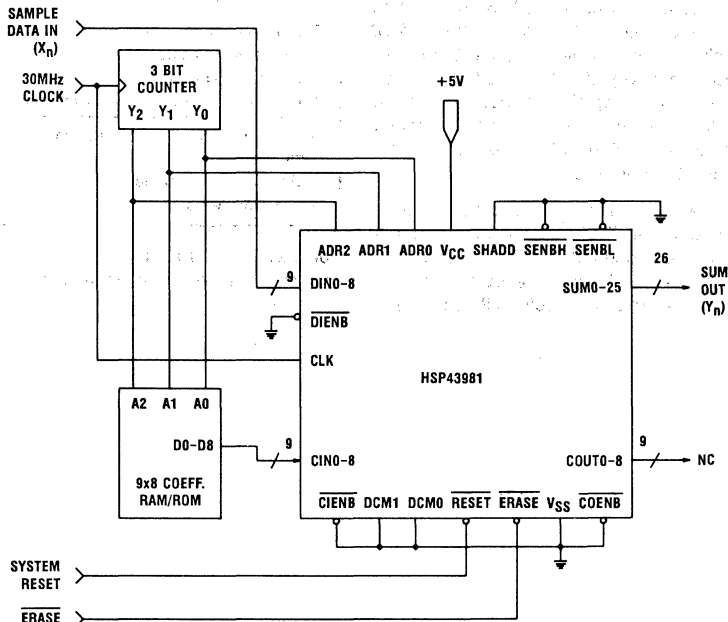 SAMPLE
DATA IN
(Xn)
30MHz
CLOCK
3 BIT
COUNTER
Y2 Y1 Y0
+5V
ADR2 ADR1 ADR0 VCC SHADD SENBH SENBL
9
DIN0-8
DIENB
CLK
HSP43981
26
SUM0-25
SUM
OUT
(Yn)
A2 A1 A0
D0-D8
9
CIN0-8
9x8 COEFF.
RAM/ROM
9
COUT0-8
NC
CIENB DCM1 DCM0 RESET ERASE VSS COENB
SYSTEM
RESET
ERASE